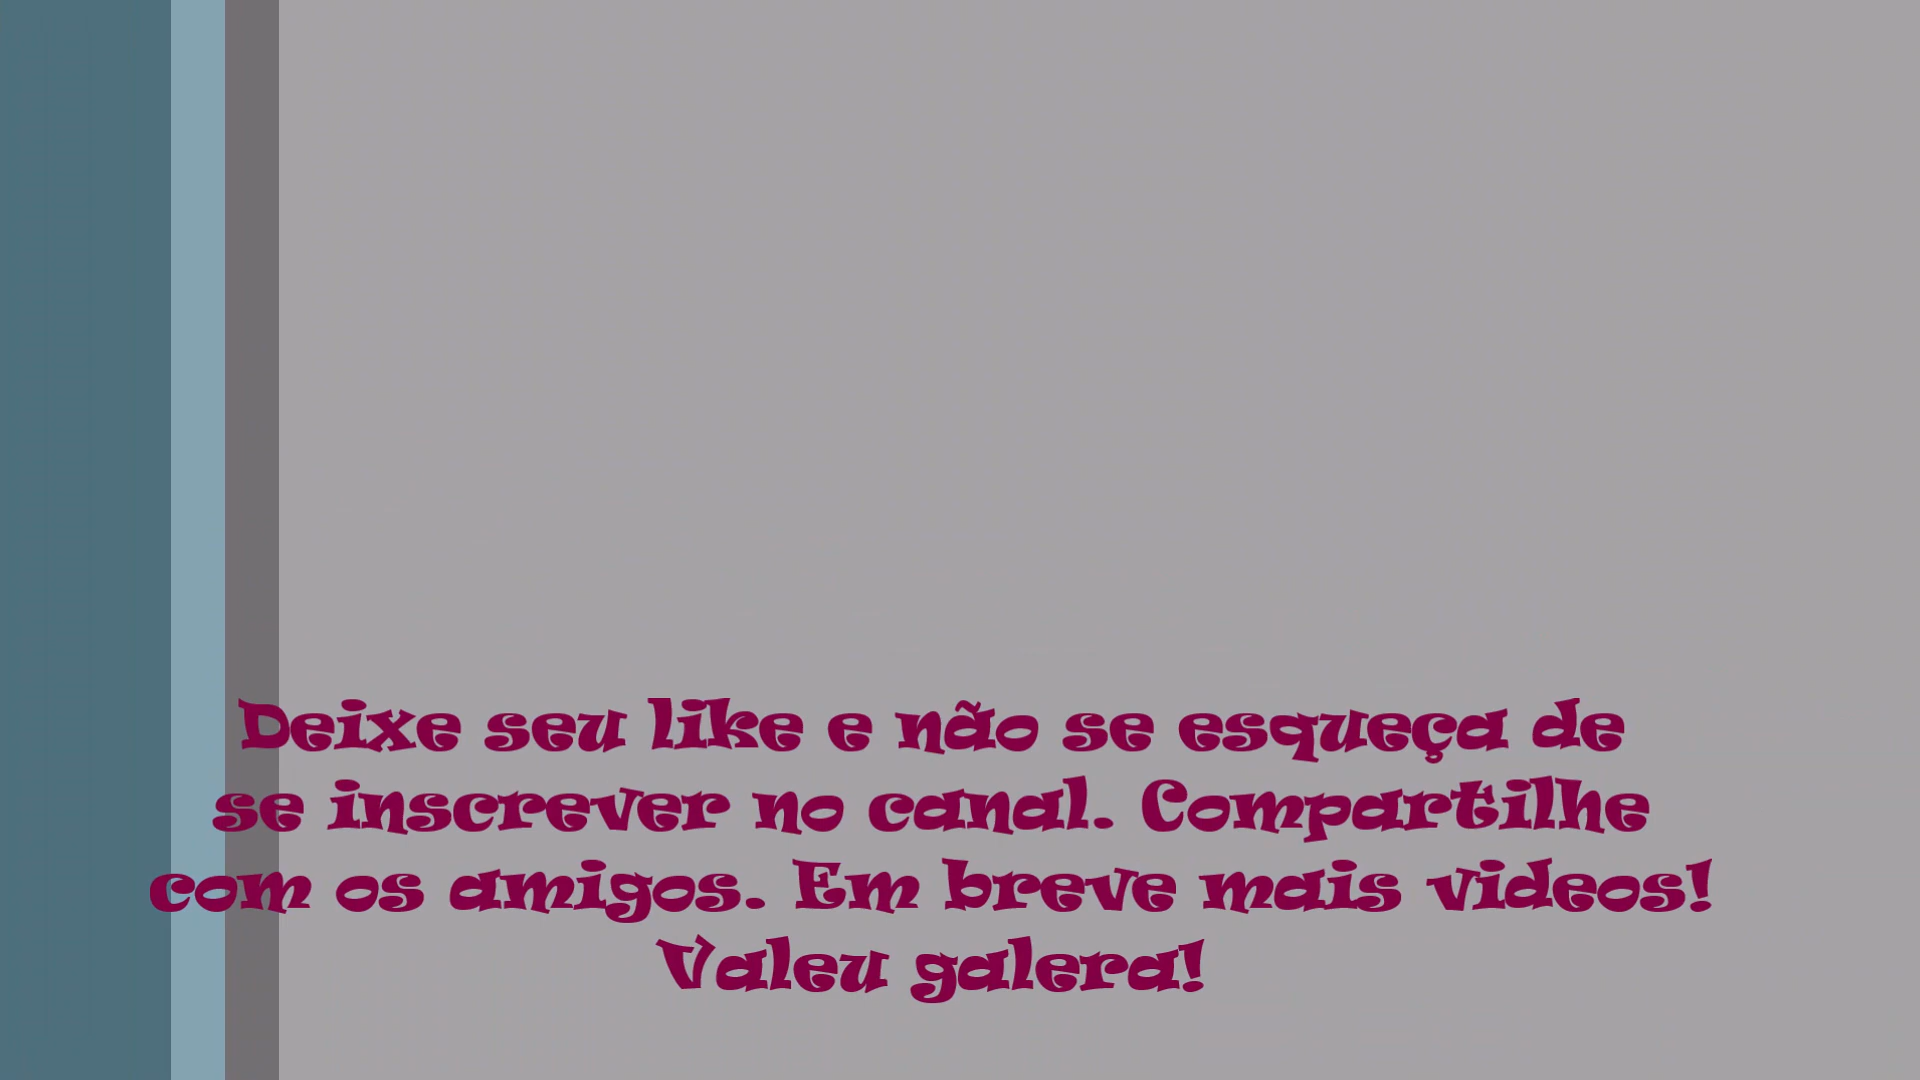 Deixe seu like e não se esqueça de
se inscrever no canal. Compartilhe
com os amigos. Em breve mais videos!
Valeu galera!